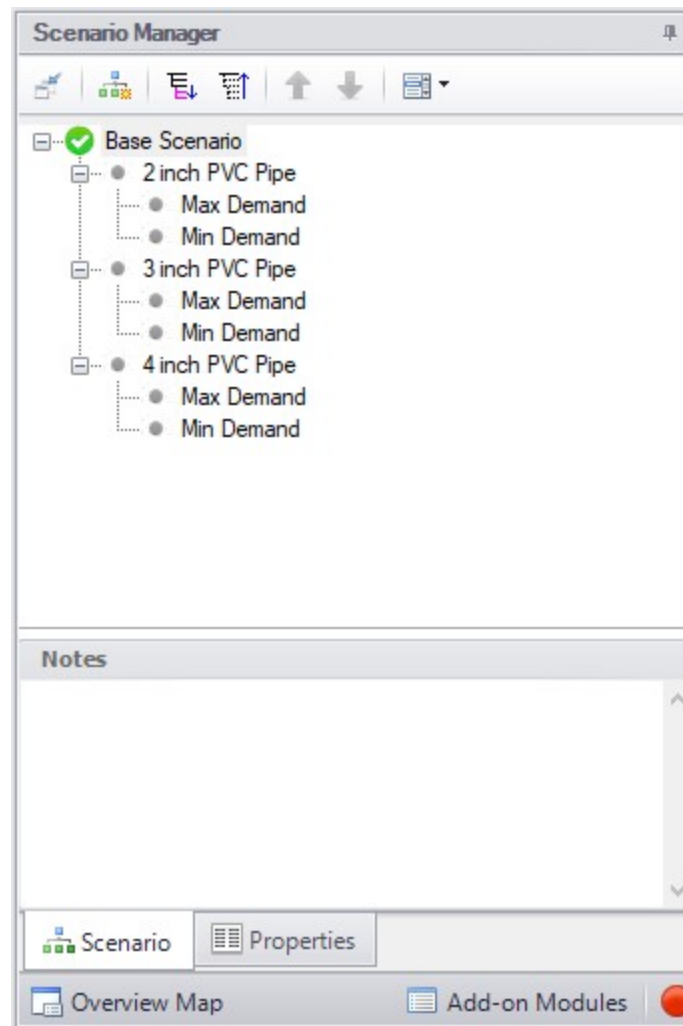 Scenario Manager
Base Scenario
2 inch PVC Pipe
Max Demand
Min Demand
3 inch PVC Pipe
Max Demand
Min Demand
4 inch PVC Pipe
Max Demand
Min Demand
Notes
Scenario Properties
Overview Map Add-on Modules